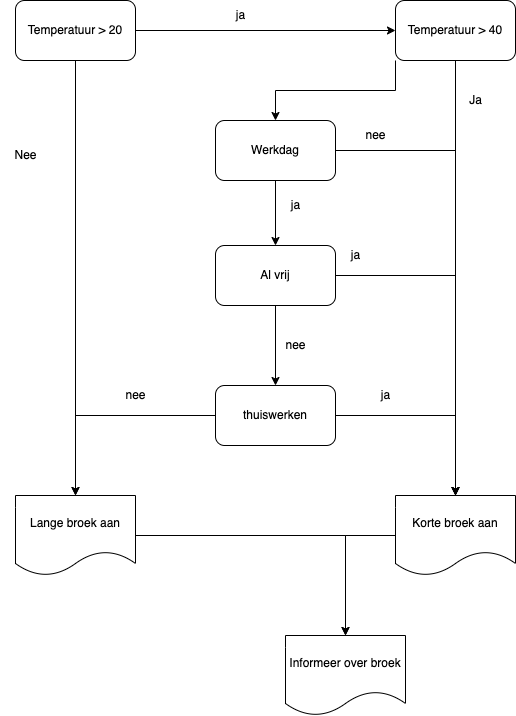 Temperatuur > 20
ja
Temperatuur > 40
Ja
Nee
Werkdag
nee
ja
Al vrij
ja
nee
thuiswerken
nee
ja
Lange broek aan
Korte broek aan
Informeer over broek